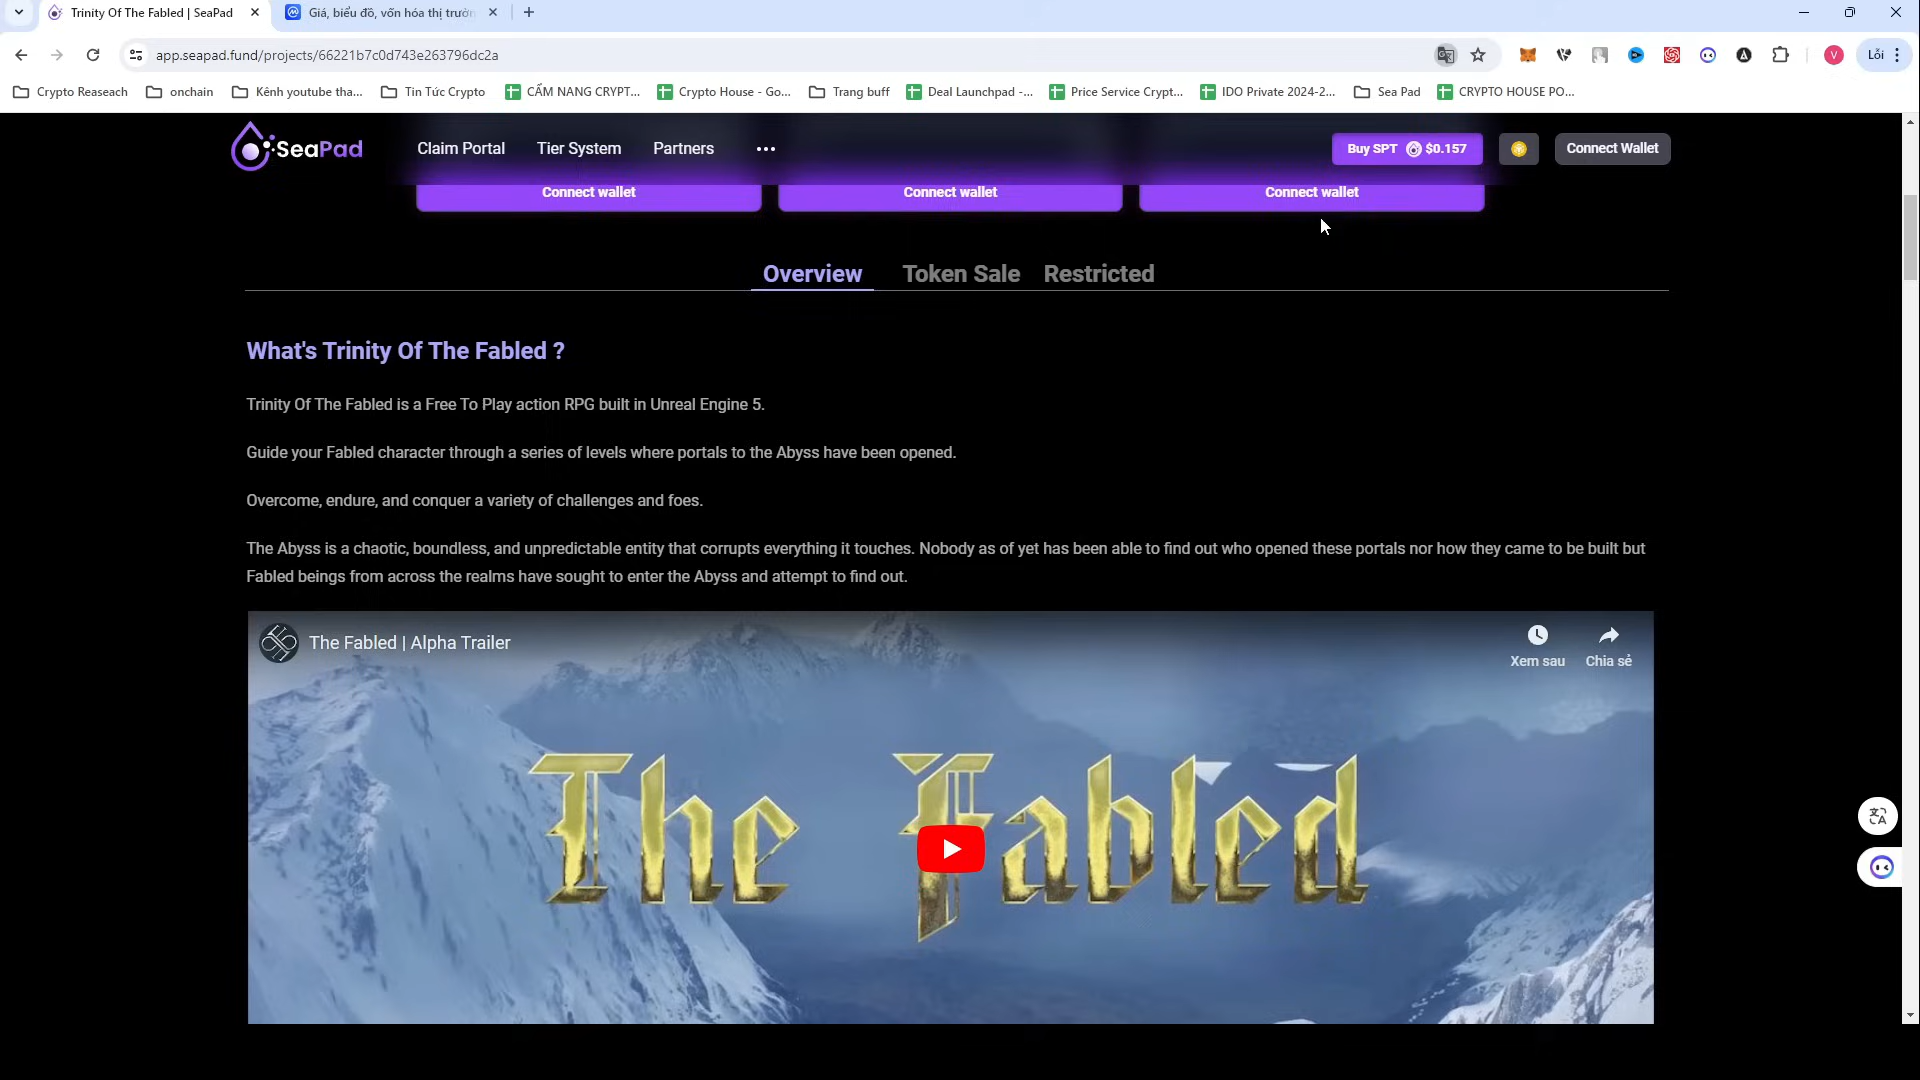 Trinity Of The Fabled | SeaPad
Giá, biểu đồ, vốn hóa thị trườn
app.seapad.fund/projects/66221b7c0d743e263796dc2a
V
Lỗi
Crypto Reaseach
onchain
Kênh youtube tha...
Tin Tức Crypto
CẨM NANG CRYPT...
Crypto House - Go...
Trang buff
Deal Launchpad -...
Price Service Crypt...
IDO Private 2024-2...
Sea Pad
CRYPTO HOUSE PO...
SeaPad
Claim Portal
Tier System
Partners
Buy SPT $0.157
Connect Wallet
Connect wallet
Connect wallet
Connect wallet
Overview
Token Sale
Restricted
What's Trinity Of The Fabled ?
Trinity Of The Fabled is a Free To Play action RPG built in Unreal Engine 5.
Guide your Fabled character through a series of levels where portals to the Abyss have been opened.
Overcome, endure, and conquer a variety of challenges and foes.
The Abyss is a chaotic, boundless, and unpredictable entity that corrupts everything it touches. Nobody as of yet has been able to find out who opened these portals nor how they came to be built but
Fabled beings from across the realms have sought to enter the Abyss and attempt to find out.
The Fabled | Alpha Trailer
Xem sau
Chia sẻ
The Fabled